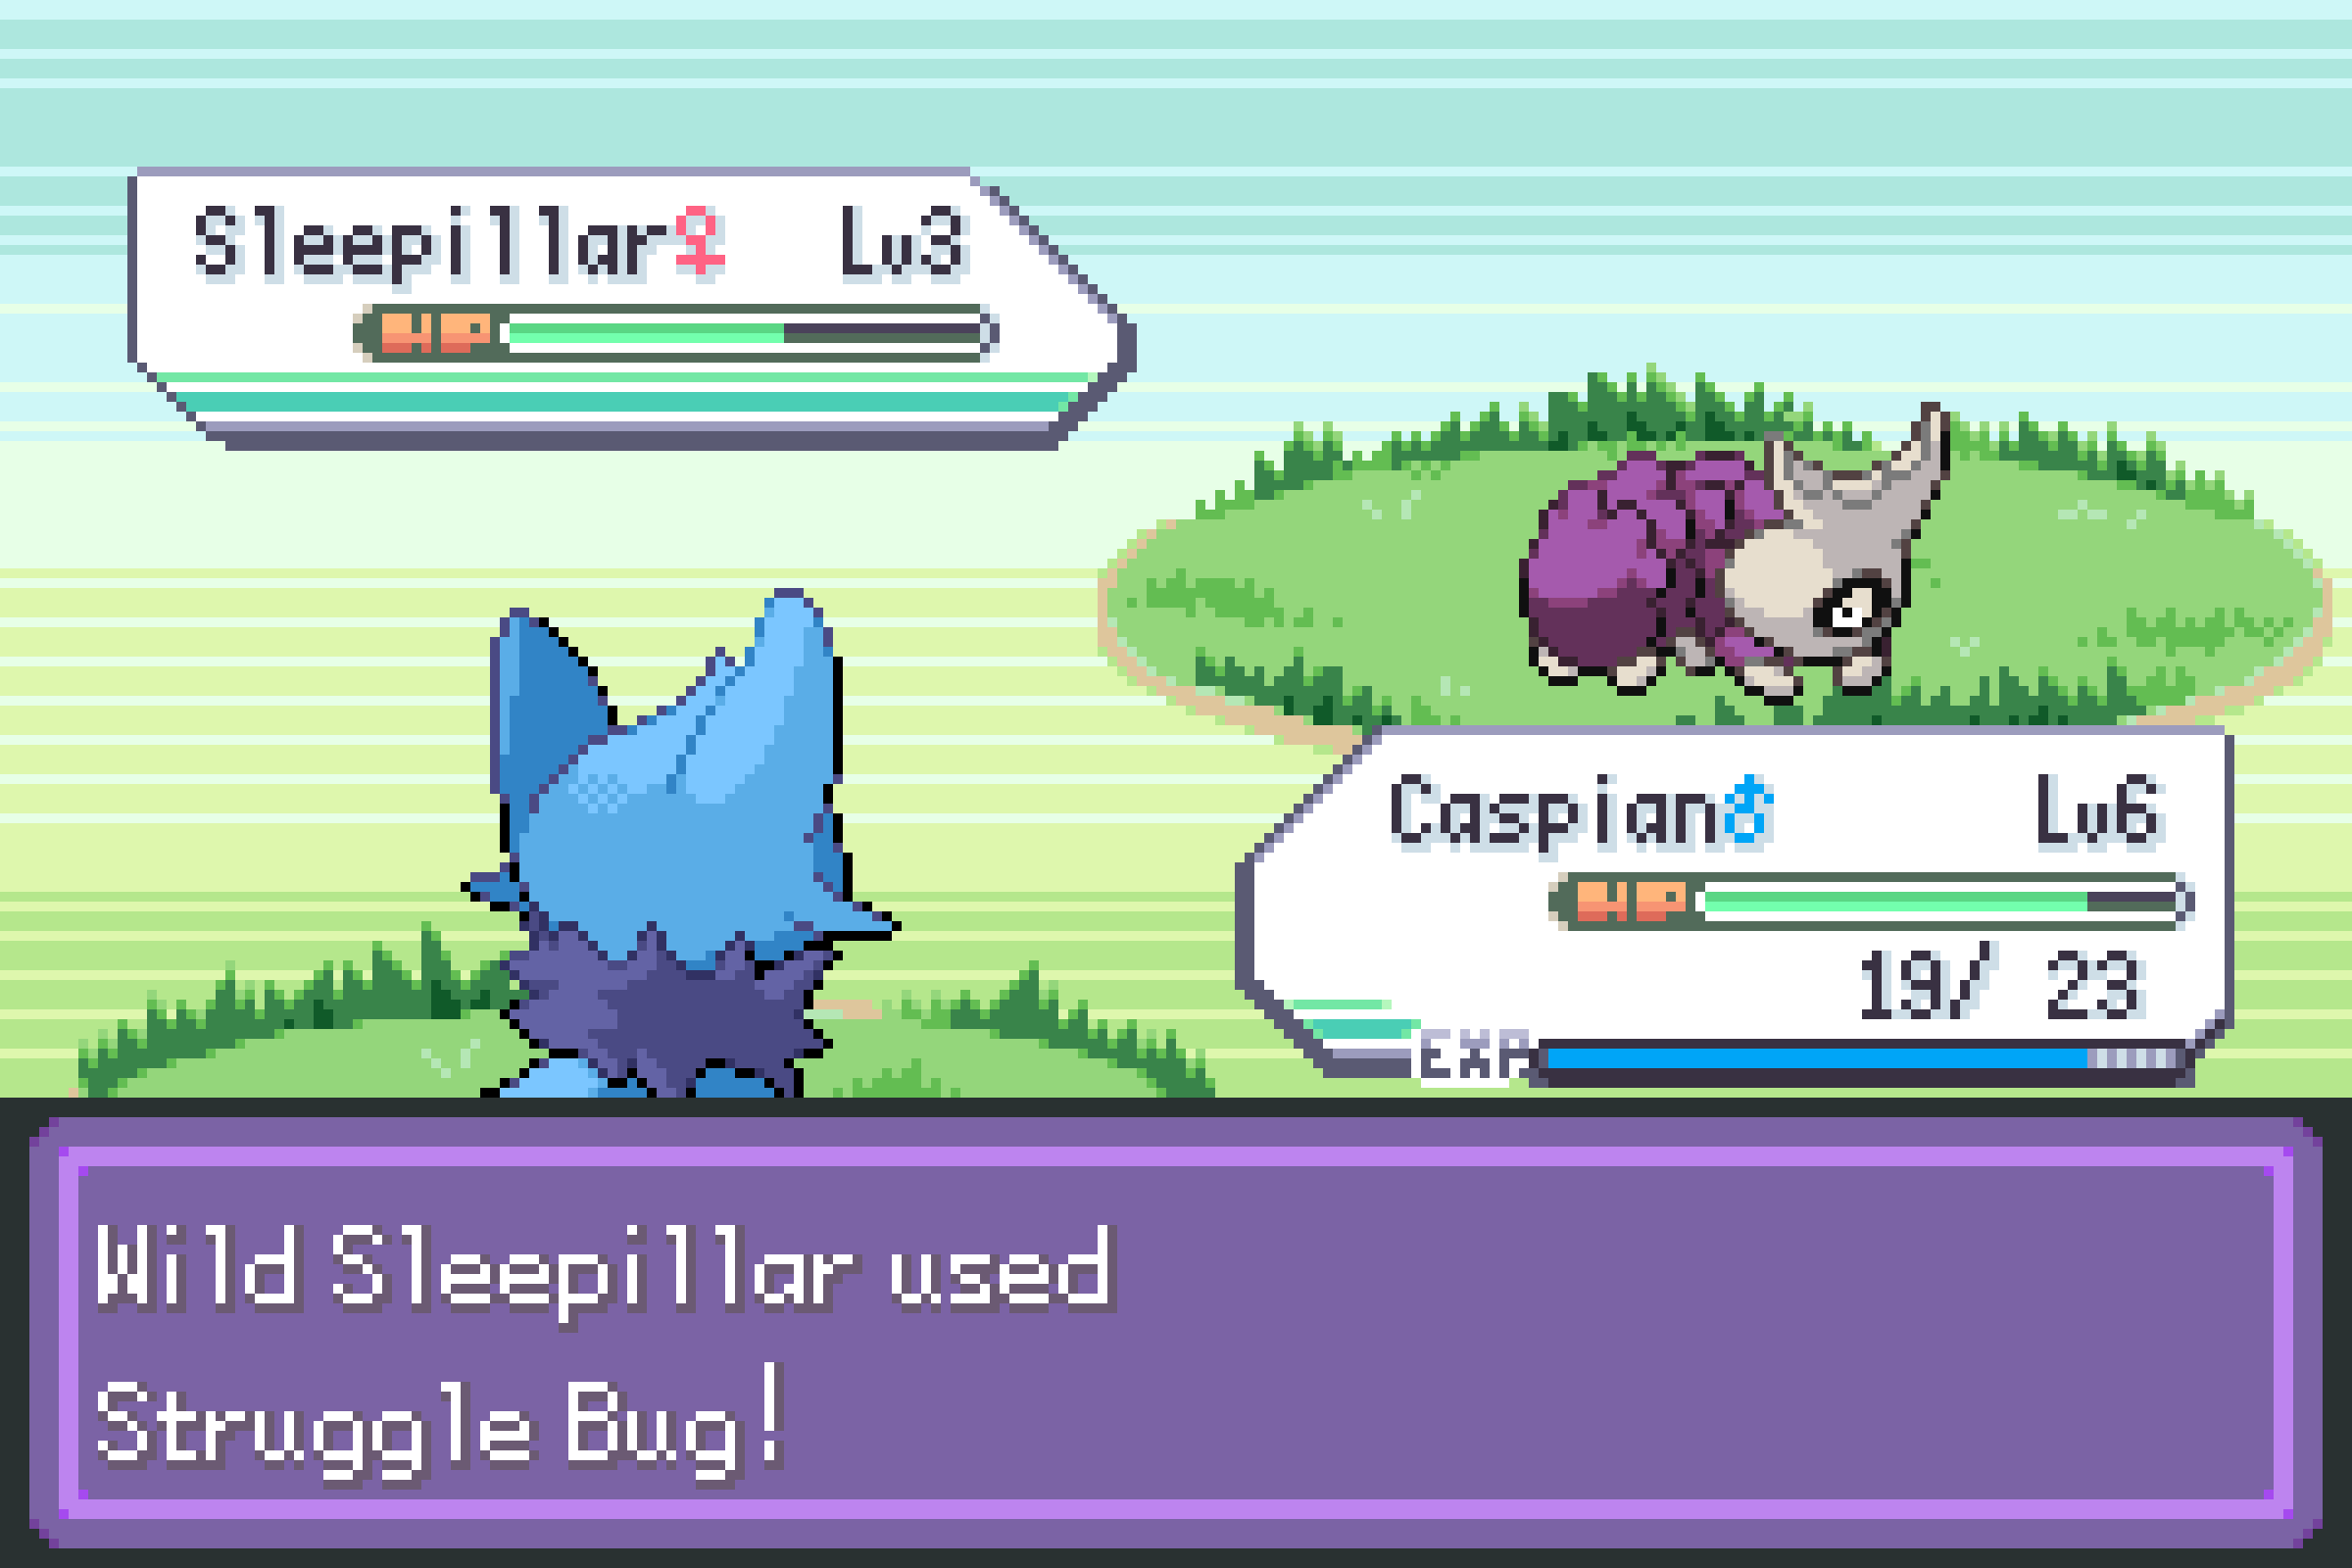 Sleepillar♀ Lv3
HP
Caspian♂ Lv6
HP
19/ 23
EXP
Wild Sleepillar used
Struggle Bug!